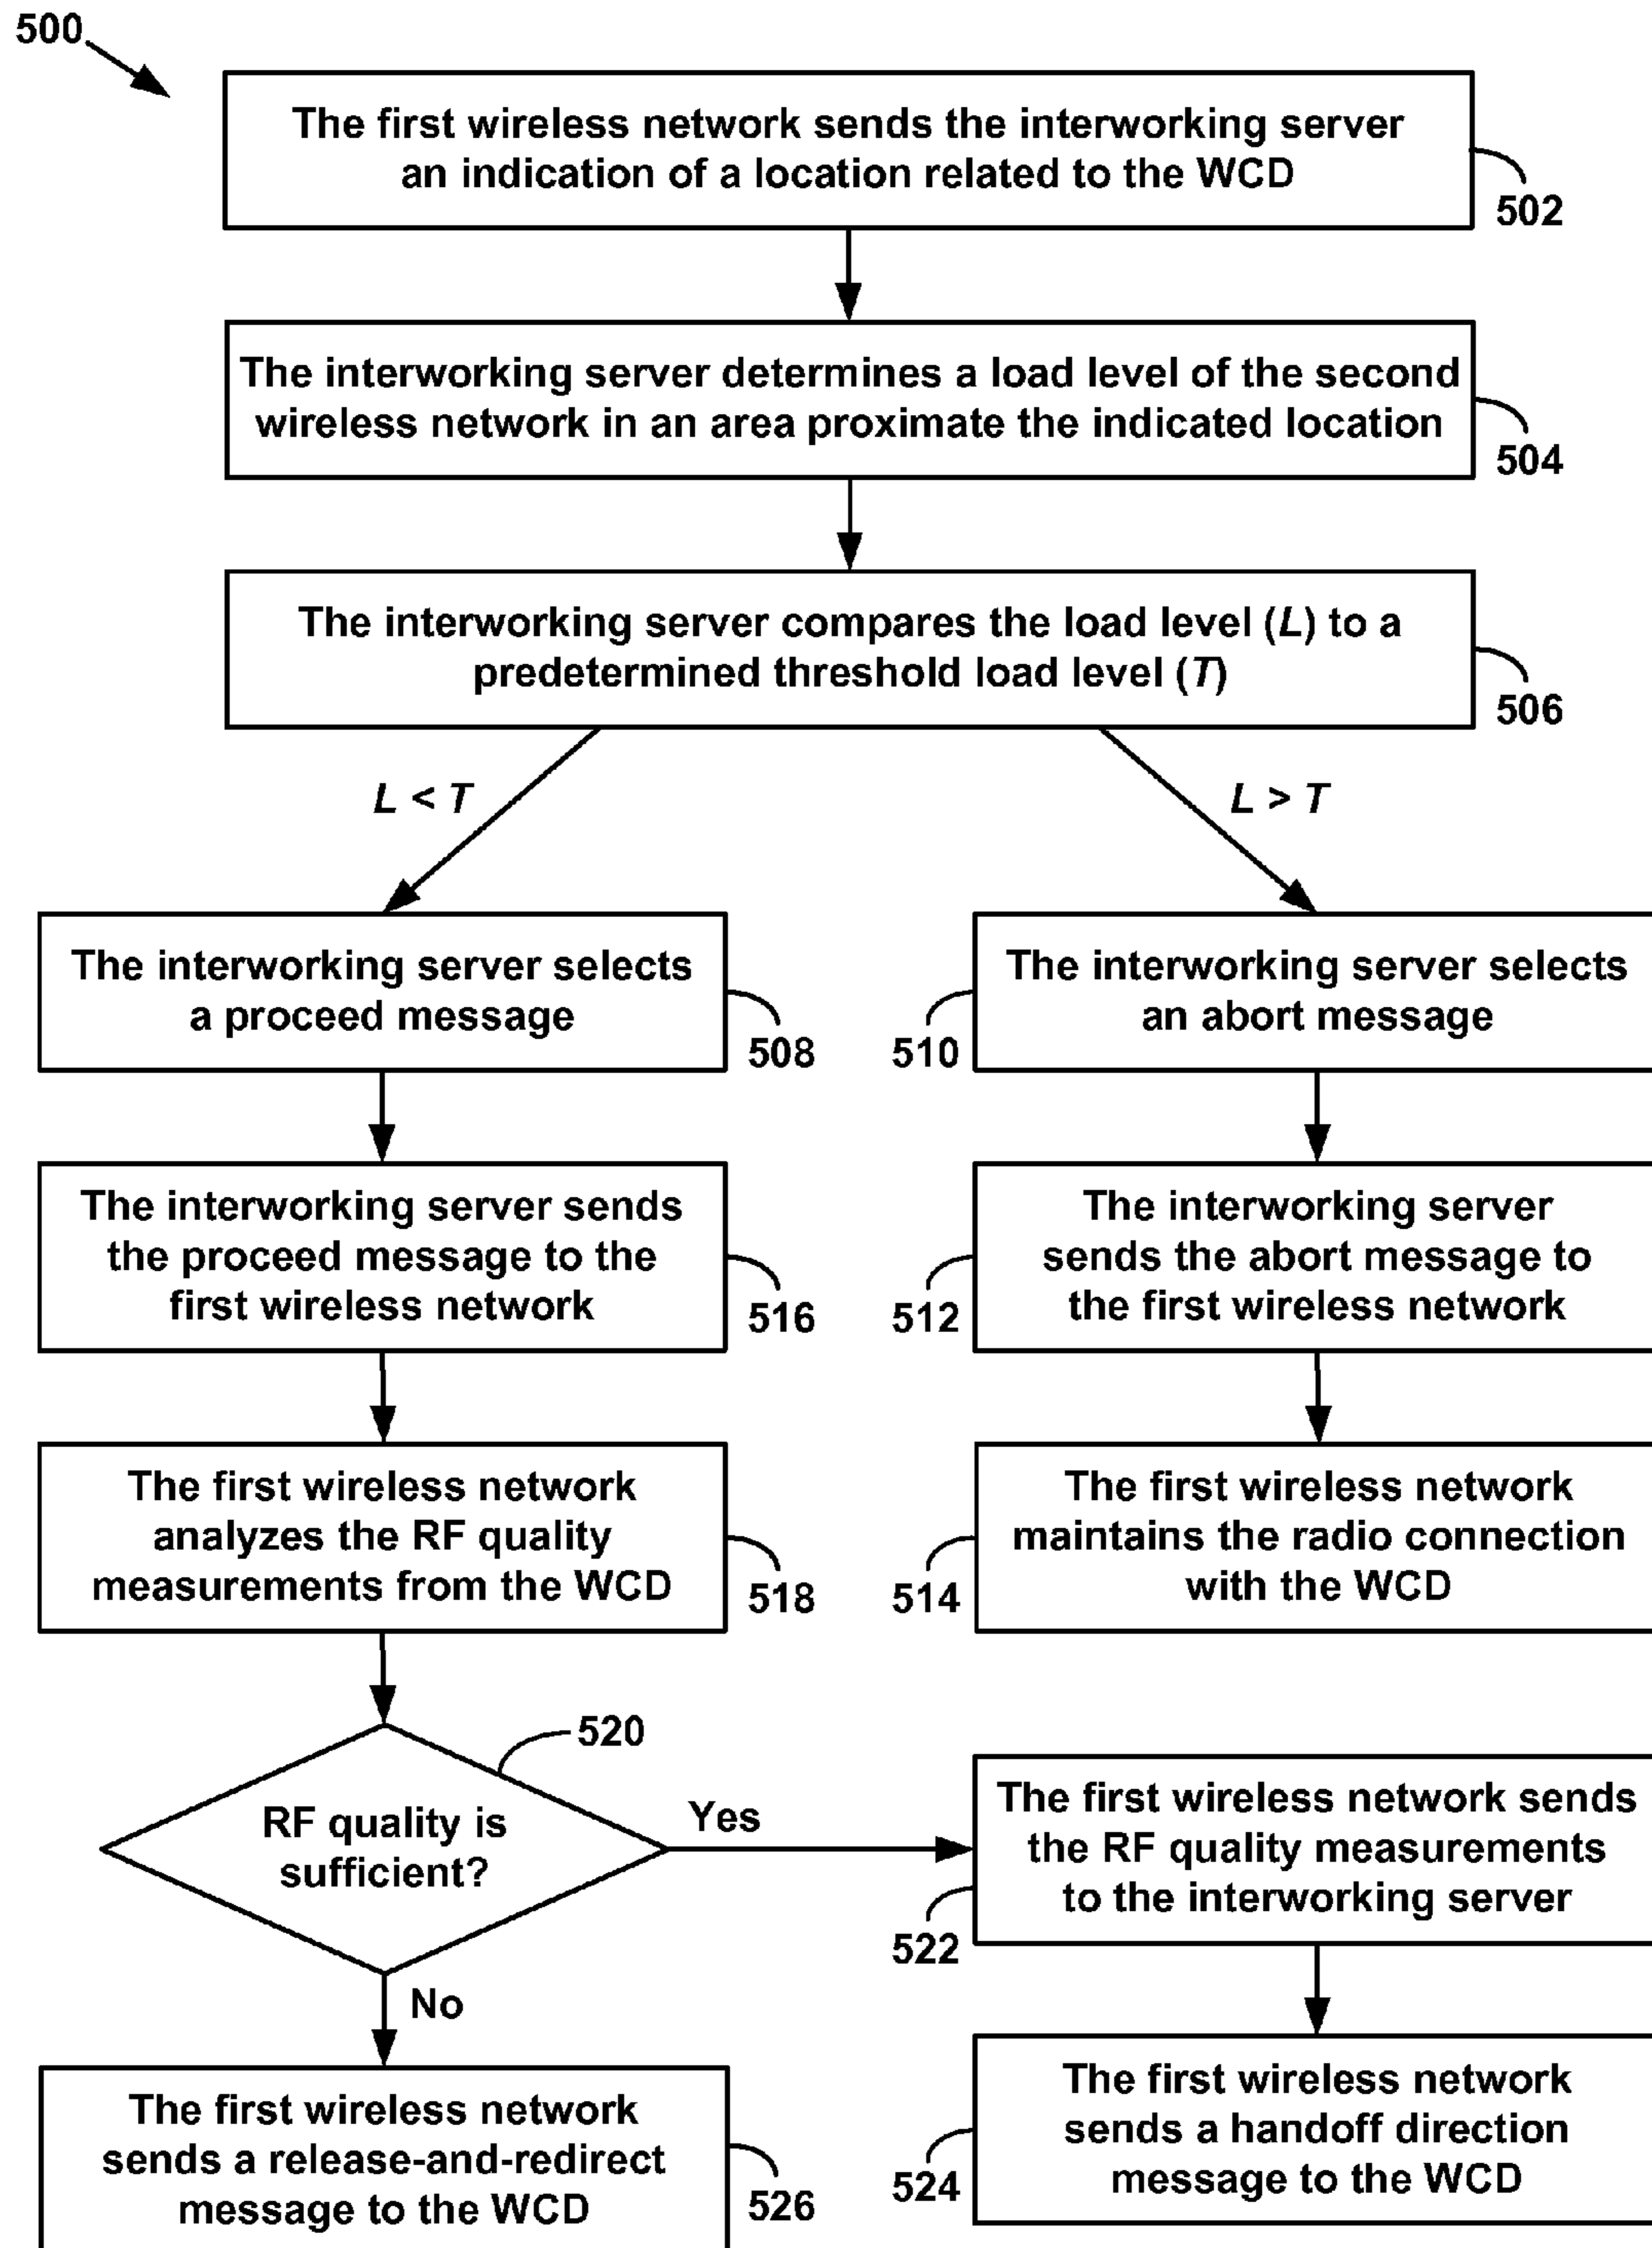 500
The first wireless network sends the interworking server
an indication of a location related to the WCD
502
The interworking server determines a load level of the second
wireless network in an area proximate the indicated location
504
The interworking server compares the load level (L) to a
predetermined threshold load level (T)
506
L < T
L > T
The interworking server selects
a proceed message
508
The interworking server selects
an abort message
510
The interworking server sends
the proceed message to the
first wireless network
516
The interworking server
sends the abort message to
the first wireless network
512
The first wireless network
analyzes the RF quality
measurements from the WCD
518
The first wireless network
maintains the radio connection
with the WCD
514
520
RF quality is
sufficient?
Yes
The first wireless network sends
the RF quality measurements
to the interworking server
522
No
The first wireless network
sends a release-and-redirect
message to the WCD
526
The first wireless network
sends a handoff direction
message to the WCD
524